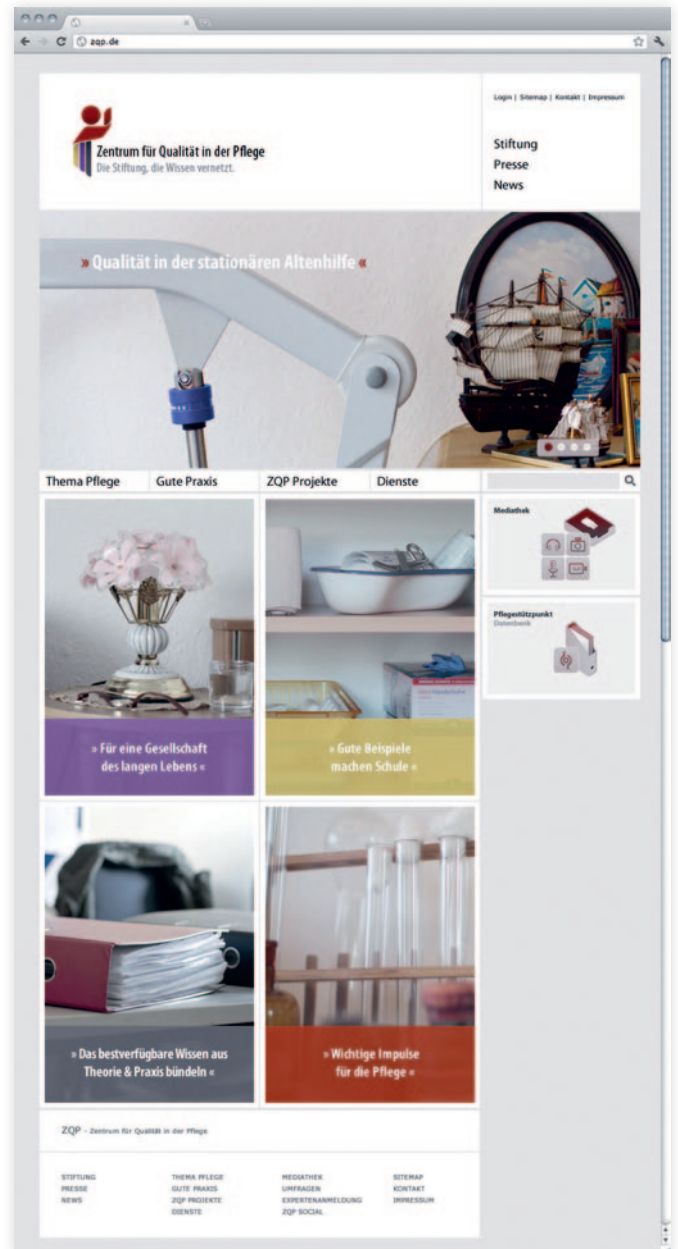 zqp.de
Login | Sitemap | Kontakt | Impressum
Zentrum für Qualität in der Pflege
Die Stiftung, die Wissen vernetzt.
Stiftung
Presse
News
» Qualität in der stationären Altenhilfe «
Thema Pflege
Gute Praxis
ZQP Projekte
Dienste
Mediathek
Pflegestützpunkt
Datenbank
» Für eine Gesellschaft
des langen Lebens «
» Gute Beispiele
machen Schule «
» Das bestverfügbare Wissen aus
Theorie & Praxis bündeln «
» Wichtige Impulse
für die Pflege «
ZQP - Zentrum für Qualität in der Pflege
STIFTUNG
PRESSE
NEWS
THEMA PFLEGE
GUTE PRAXIS
ZQP PROJEKTE
DIENSTE
MEDIATHEK
UMFRAGEN
EXPERTENANMELDUNG
ZQP SOCIAL
SITEMAP
KONTAKT
IMPRESSUM